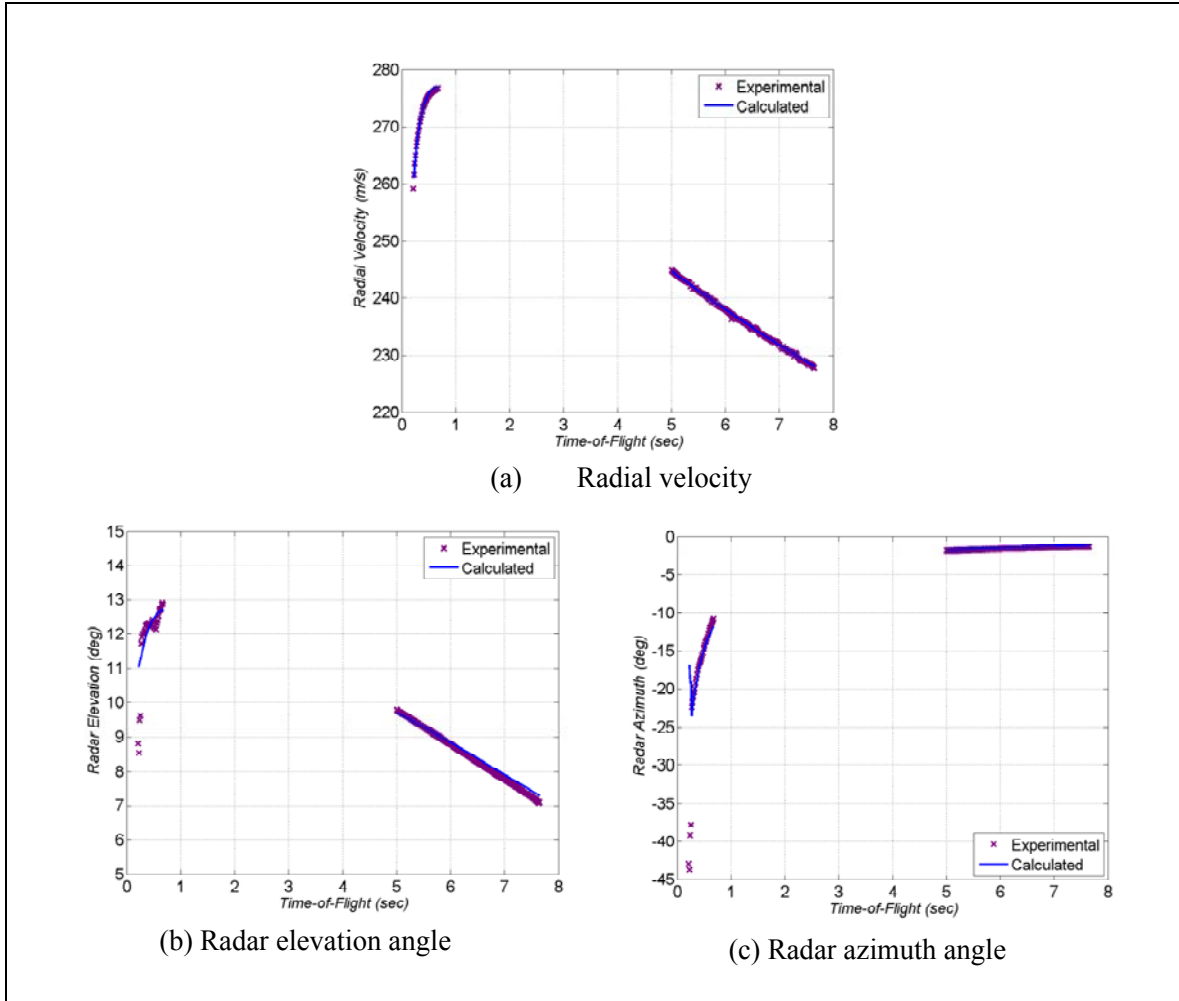 280
270
260
250
240
230
220
Radial Velocity (m/s)
Experimental
Calculated
0 1 2 3 4 5 6 7 8
Time-of-Flight (sec)
(a) Radial velocity
15
14
13
12
11
10
9
8
7
6
5
Radar Elevation (deg)
Experimental
Calculated
0 1 2 3 4 5 6 7 8
Time-of-Flight (sec)
(b) Radar elevation angle
0
-5
-10
-15
-20
-25
-30
-35
-40
-45
Radar Azimuth (deg)
Experimental
Calculated
0 1 2 3 4 5 6 7 8
Time-of-Flight (sec)
(c) Radar azimuth angle